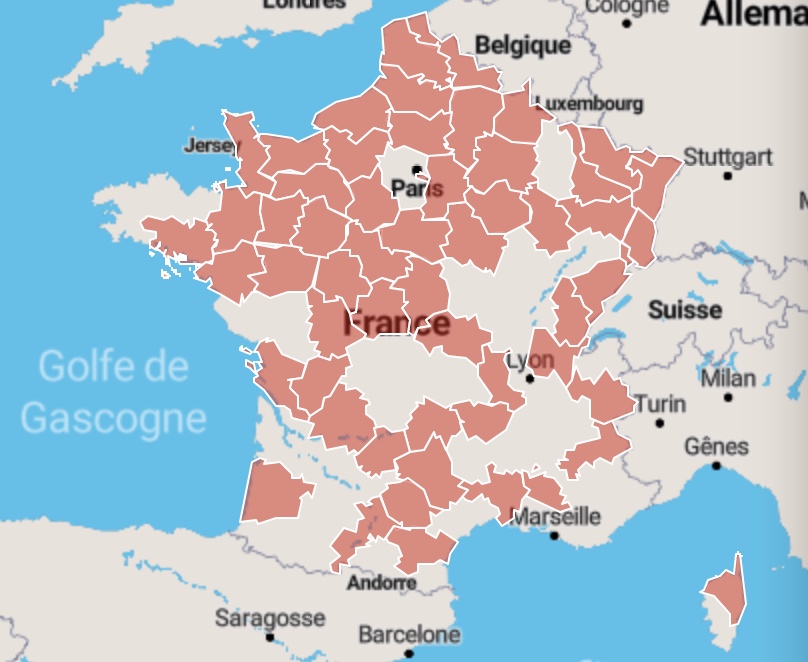 Londres
Cologne
Allema
Belgique
Luxembourg
Jersey
Stuttgart
Paris
France
Suisse
Golfe de
Gascogne
Lyon
Milan
Turin
Gênes
Marseille
Andorre
Saragosse
Barcelone